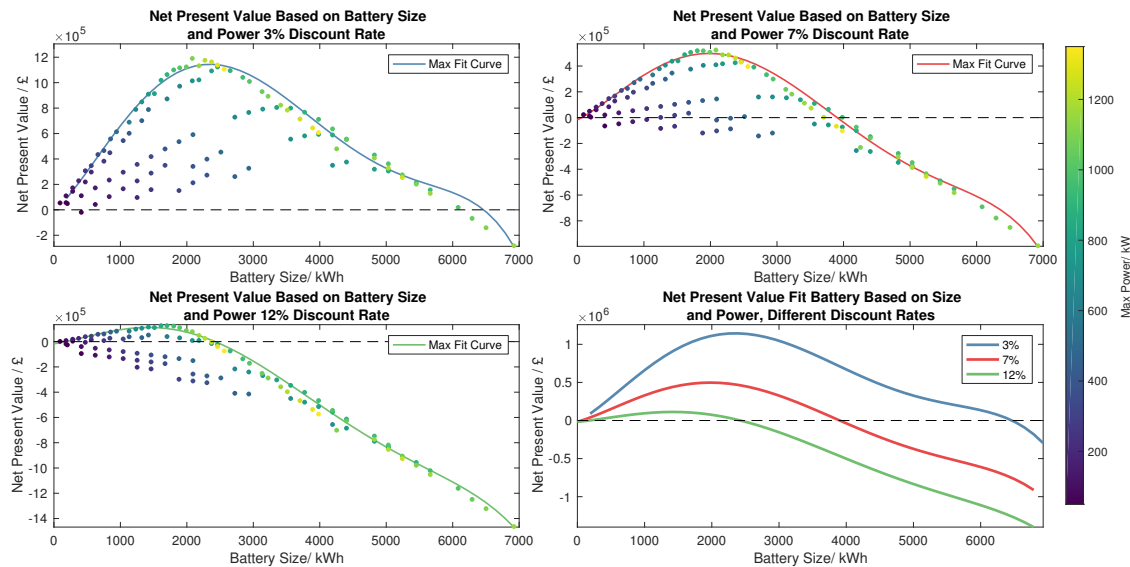 Net Present Value Based on Battery Size
and Power 3% Discount Rate
×10^5
12
10
8
6
4
2
0
-2
Net Present Value / £
Max Fit Curve
0 1000 2000 3000 4000 5000 6000 7000
Battery Size/ kWh
Net Present Value Based on Battery Size
and Power 7% Discount Rate
×10^5
4
2
0
-2
-4
-6
-8
Net Present Value / £
Max Fit Curve
0 1000 2000 3000 4000 5000 6000 7000
Battery Size/ kWh
1200
1000
800
600
400
200
Max Power/ kW
Net Present Value Based on Battery Size
and Power 12% Discount Rate
×10^5
0
-2
-4
-6
-8
-10
-12
-14
Net Present Value / £
Max Fit Curve
0 1000 2000 3000 4000 5000 6000 7000
Battery Size/ kWh
Net Present Value Fit Battery Based on Size
and Power, Different Discount Rates
×10^6
1
0.5
0
-0.5
-1
Net Present Value / £
3%
7%
12%
0 1000 2000 3000 4000 5000 6000
Battery Size/ kWh